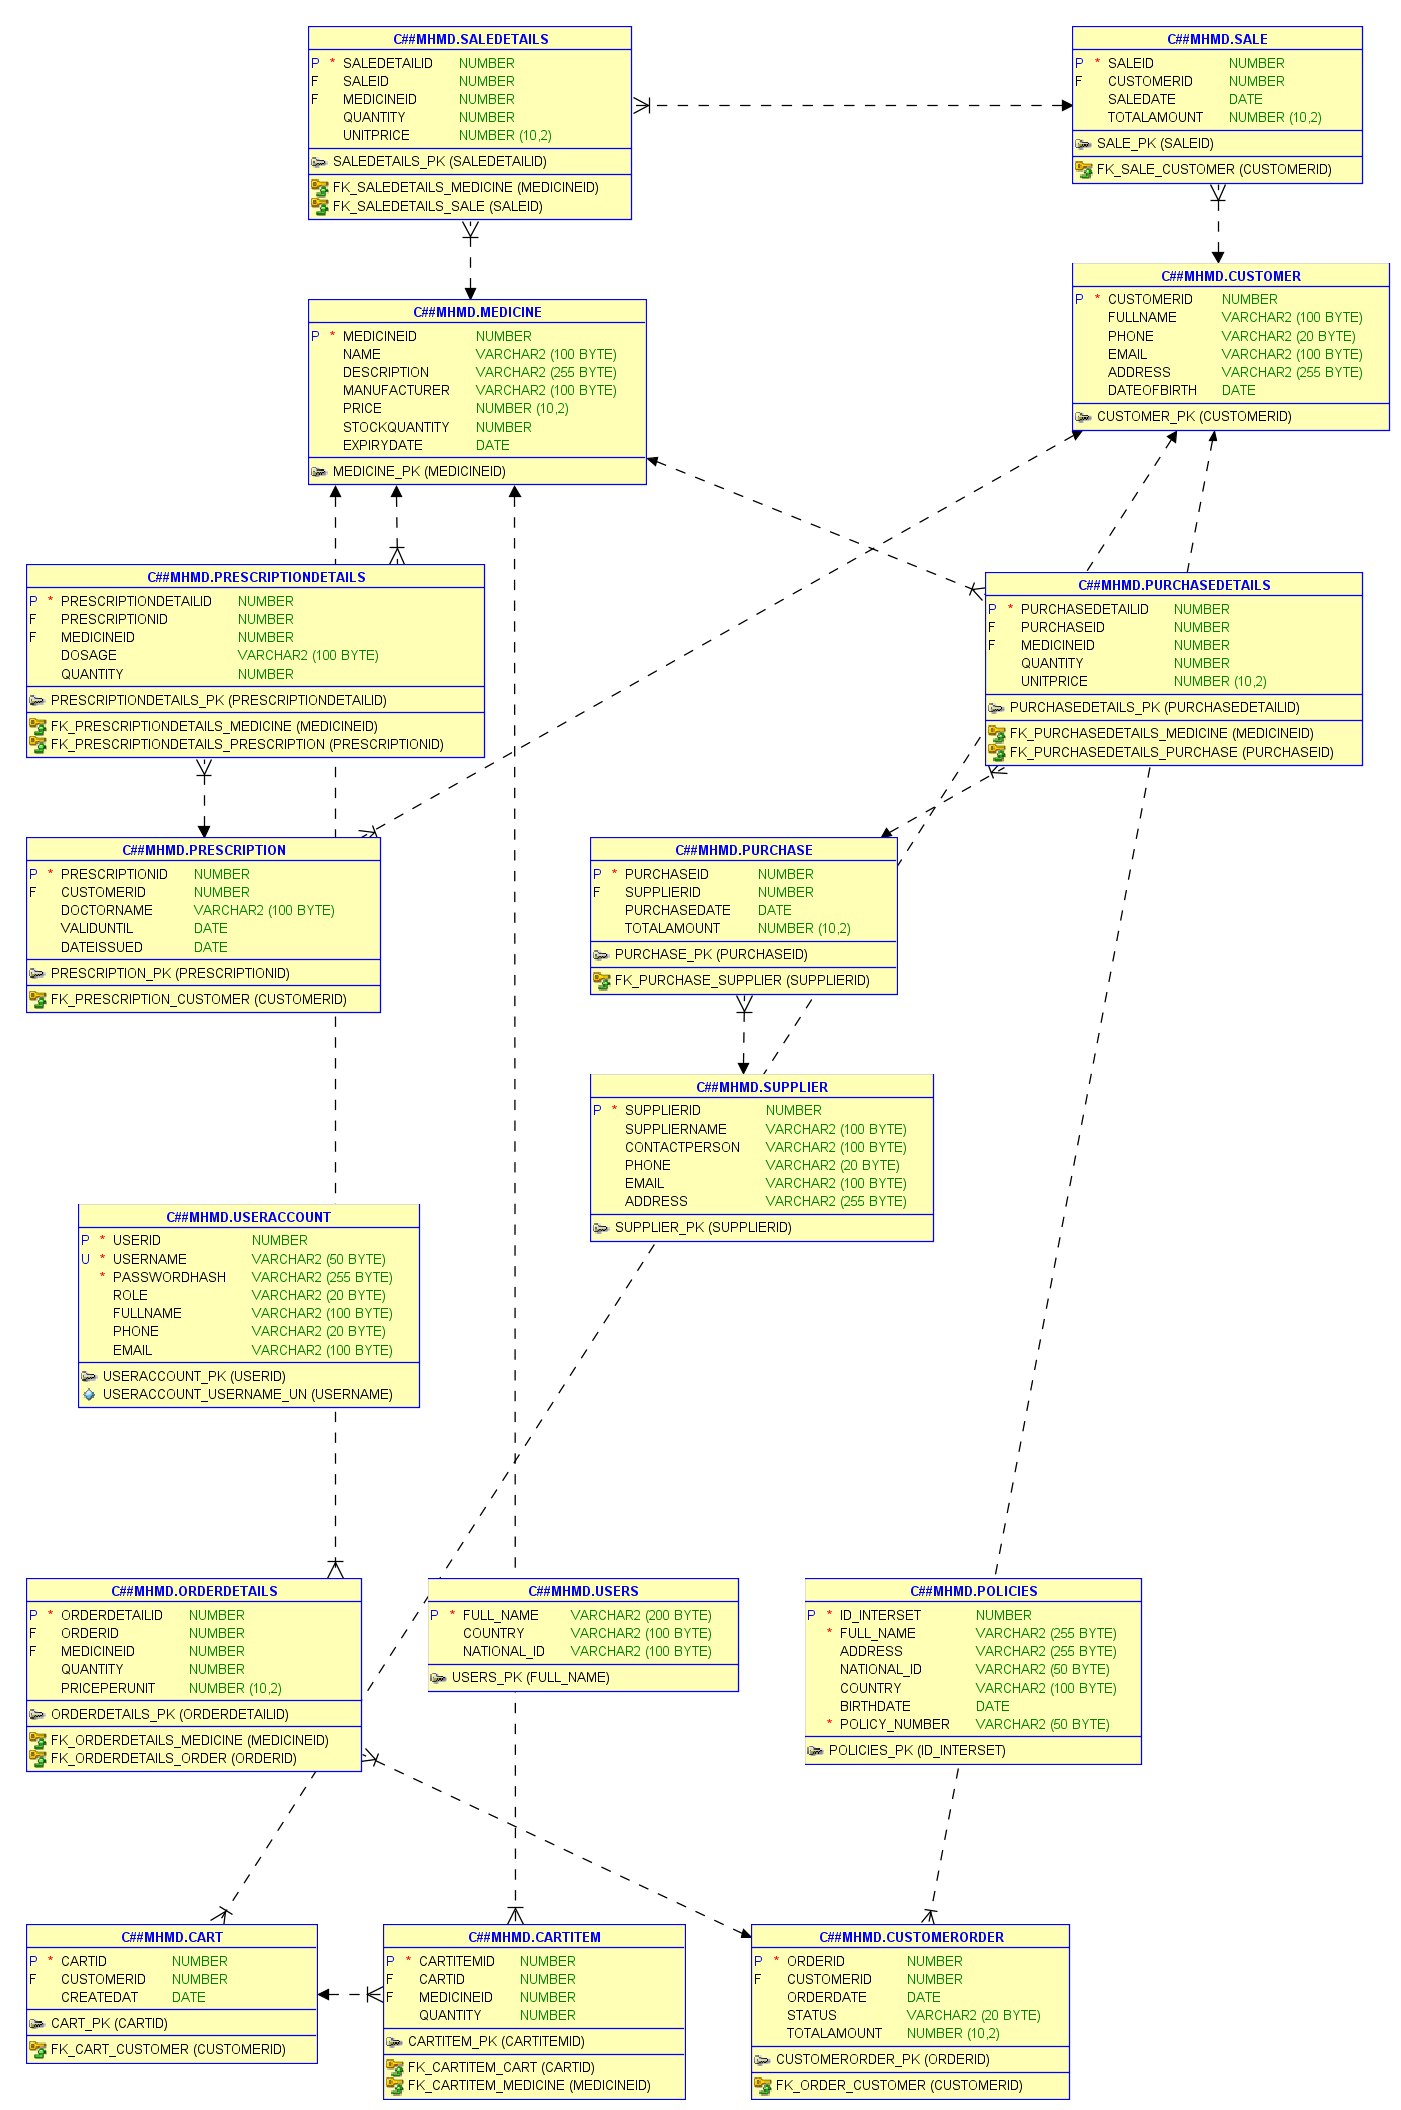 C##MHMD.SALEDETAILS
P * SALEDETAILID NUMBER
F SALEID NUMBER
F MEDICINEID NUMBER
QUANTITY NUMBER
UNITPRICE NUMBER (10,2)
SALEDETAILS_PK (SALEDETAILID)
FK_SALEDETAILS_MEDICINE (MEDICINEID)
FK_SALEDETAILS_SALE (SALEID)
C##MHMD.SALE
P * SALEID NUMBER
F CUSTOMERID NUMBER
SALEDATE DATE
TOTALAMOUNT NUMBER (10,2)
SALE_PK (SALEID)
FK_SALE_CUSTOMER (CUSTOMERID)
C##MHMD.CUSTOMER
P * CUSTOMERID NUMBER
FULLNAME VARCHAR2 (100 BYTE)
PHONE VARCHAR2 (20 BYTE)
EMAIL VARCHAR2 (100 BYTE)
ADDRESS VARCHAR2 (255 BYTE)
DATEOFBIRTH DATE
CUSTOMER_PK (CUSTOMERID)
C##MHMD.MEDICINE
P * MEDICINEID NUMBER
NAME VARCHAR2 (100 BYTE)
DESCRIPTION VARCHAR2 (255 BYTE)
MANUFACTURER VARCHAR2 (100 BYTE)
PRICE NUMBER (10,2)
STOCKQUANTITY NUMBER
EXPIRYDATE DATE
MEDICINE_PK (MEDICINEID)
C##MHMD.PRESCRIPTIONDETAILS
P * PRESCRIPTIONDETAILID NUMBER
F PRESCRIPTIONID NUMBER
F MEDICINEID NUMBER
DOSAGE VARCHAR2 (100 BYTE)
QUANTITY NUMBER
PRESCRIPTIONDETAILS_PK (PRESCRIPTIONDETAILID)
FK_PRESCRIPTIONDETAILS_MEDICINE (MEDICINEID)
FK_PRESCRIPTIONDETAILS_PRESCRIPTION (PRESCRIPTIONID)
C##MHMD.PURCHASEDETAILS
P * PURCHASEDETAILID NUMBER
F PURCHASEID NUMBER
F MEDICINEID NUMBER
QUANTITY NUMBER
UNITPRICE NUMBER (10,2)
PURCHASEDETAILS_PK (PURCHASEDETAILID)
FK_PURCHASEDETAILS_MEDICINE (MEDICINEID)
FK_PURCHASEDETAILS_PURCHASE (PURCHASEID)
C##MHMD.PRESCRIPTION
P * PRESCRIPTIONID NUMBER
F CUSTOMERID NUMBER
DOCTORNAME VARCHAR2 (100 BYTE)
VALIDUNTIL DATE
DATEISSUED DATE
PRESCRIPTION_PK (PRESCRIPTIONID)
FK_PRESCRIPTION_CUSTOMER (CUSTOMERID)
C##MHMD.PURCHASE
P * PURCHASEID NUMBER
F SUPPLIERID NUMBER
PURCHASEDATE DATE
TOTALAMOUNT NUMBER (10,2)
PURCHASE_PK (PURCHASEID)
FK_PURCHASE_SUPPLIER (SUPPLIERID)
C##MHMD.SUPPLIER
P * SUPPLIERID NUMBER
SUPPLIERNAME VARCHAR2 (100 BYTE)
CONTACTPERSON VARCHAR2 (100 BYTE)
PHONE VARCHAR2 (20 BYTE)
EMAIL VARCHAR2 (100 BYTE)
ADDRESS VARCHAR2 (255 BYTE)
SUPPLIER_PK (SUPPLIERID)
C##MHMD.USERACCOUNT
P * USERID NUMBER
U * USERNAME VARCHAR2 (50 BYTE)
* PASSWORDHASH VARCHAR2 (255 BYTE)
ROLE VARCHAR2 (20 BYTE)
FULLNAME VARCHAR2 (100 BYTE)
PHONE VARCHAR2 (20 BYTE)
EMAIL VARCHAR2 (100 BYTE)
USERACCOUNT_PK (USERID)
USERACCOUNT_USERNAME_UN (USERNAME)
C##MHMD.ORDERDETAILS
P * ORDERDETAILID NUMBER
F ORDERID NUMBER
F MEDICINEID NUMBER
QUANTITY NUMBER
PRICEPERUNIT NUMBER (10,2)
ORDERDETAILS_PK (ORDERDETAILID)
FK_ORDERDETAILS_MEDICINE (MEDICINEID)
FK_ORDERDETAILS_ORDER (ORDERID)
C##MHMD.USERS
P * FULL_NAME VARCHAR2 (200 BYTE)
COUNTRY VARCHAR2 (100 BYTE)
NATIONAL_ID VARCHAR2 (100 BYTE)
USERS_PK (FULL_NAME)
C##MHMD.POLICIES
P * ID_INTERSET NUMBER
* FULL_NAME VARCHAR2 (255 BYTE)
ADDRESS VARCHAR2 (255 BYTE)
NATIONAL_ID VARCHAR2 (50 BYTE)
COUNTRY VARCHAR2 (100 BYTE)
BIRTHDATE DATE
* POLICY_NUMBER VARCHAR2 (50 BYTE)
POLICIES_PK (ID_INTERSET)
C##MHMD.CART
P * CARTID NUMBER
F CUSTOMERID NUMBER
CREATEDAT DATE
CART_PK (CARTID)
FK_CART_CUSTOMER (CUSTOMERID)
C##MHMD.CARTITEM
P * CARTITEMID NUMBER
F CARTID NUMBER
F MEDICINEID NUMBER
QUANTITY NUMBER
CARTITEM_PK (CARTITEMID)
FK_CARTITEM_CART (CARTID)
FK_CARTITEM_MEDICINE (MEDICINEID)
C##MHMD.CUSTOMERORDER
P * ORDERID NUMBER
F CUSTOMERID NUMBER
ORDERDATE DATE
STATUS VARCHAR2 (20 BYTE)
TOTALAMOUNT NUMBER (10,2)
CUSTOMERORDER_PK (ORDERID)
FK_ORDER_CUSTOMER (CUSTOMERID)